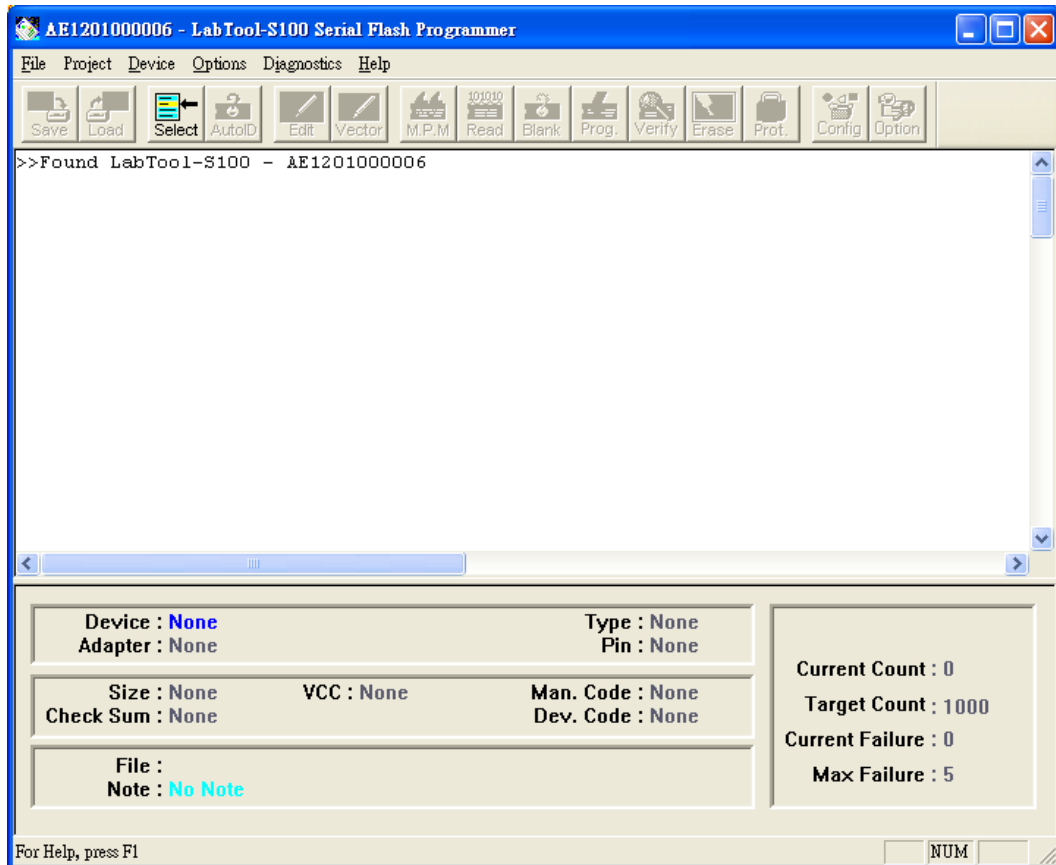 AE1201000006 - LabTool-S100 Serial Flash Programmer
File Project Device Options Diagnostics Help
Save Load Select AutoID Edit Vector M.P.M Read Blank Prog. Verify Erase Prot. Config Option
>>Found LabTool-S100 - AE1201000006
Device : None Type : None
Adapter : None Pin : None
Size : None VCC : None Man. Code : None
Check Sum : None Dev. Code : None
File :
Note : No Note
Current Count : 0
Target Count : 1000
Current Failure : 0
Max Failure : 5
For Help, press F1 NUM